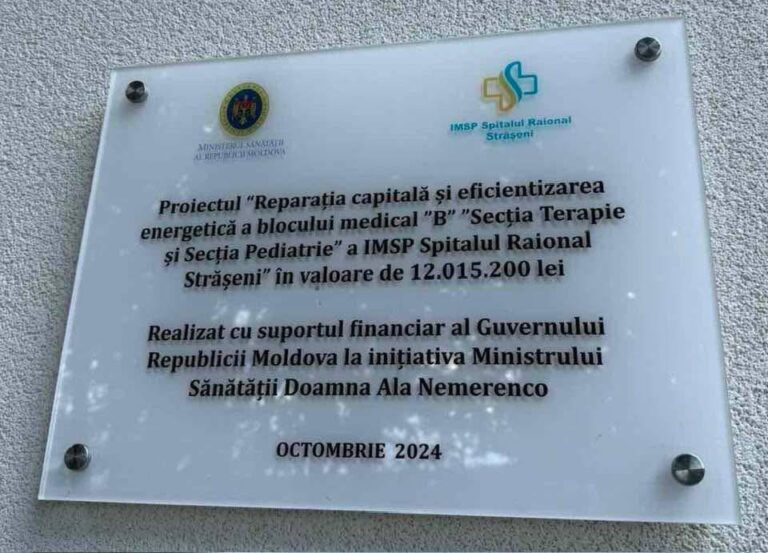 MINISTERUL SĂNĂTĂȚII
AL REPUBLICII MOLDOVA
IMSP Spitalul Raional
Strășeni
Proiectul "Reparația capitală și eficientizarea
energetică a blocului medical "B" "Secția Terapie
și Secția Pediatrie" a IMSP Spitalul Raional
Strășeni" în valoare de 12.015.200 lei
Realizat cu suportul financiar al Guvernului
Republicii Moldova la inițiativa Ministrului
Sănătății Doamna Ala Nemerenco
OCTOMBRIE 2024